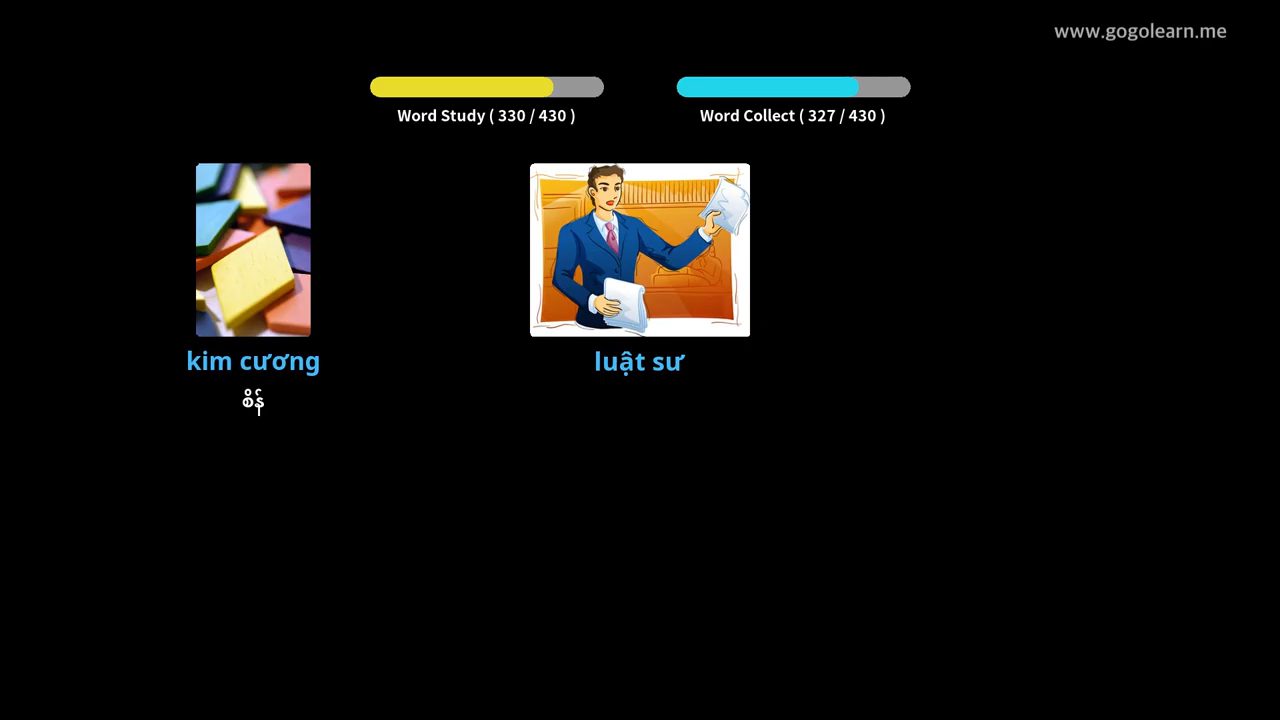 www.gogolearn.me
Word Study ( 330 / 430 )
Word Collect ( 327 / 430 )
kim cương
စိန်
luật sư